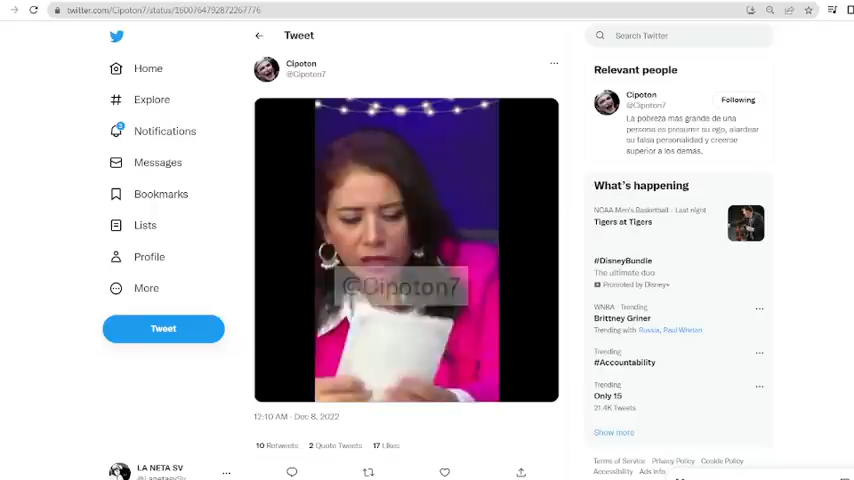 twitter.com/Cipoton7/status/1600764792872267776
Home
Explore
Notifications
Messages
Bookmarks
Lists
Profile
More
Tweet
LA NETA SV
Tweet
Cipoton
@Cipoton7
@Cipoton7
12:10 AM · Dec 8, 2022
10 Retweets 2 Quote Tweets 17 Likes
Search Twitter
Relevant people
Cipoton
@Cipoton7
Following
La pobreza mas grande de una
persona es presumir su ego, alardear
su falsa personalidad y creerse
superior a los demás.
What's happening
NCAA Men's Basketball · Last night
Tigers at Tigers
#DisneyBundle
The ultimate duo
Promoted by Disney+
WNBA · Trending
Brittney Griner
Trending with Russia, Paul Whelan
Trending
#Accountability
Trending
Only 15
21.4K Tweets
Show more
Terms of Service Privacy Policy Cookie Policy
Accessibility Ads info